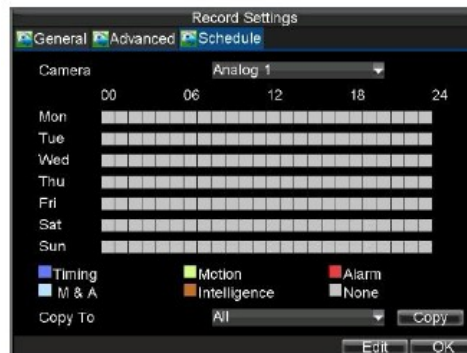 Record Settings
General Advanced Schedule
Camera Analog 1
00 06 12 18 24
Mon
Tue
Wed
Thu
Fri
Sat
Sun
Timing Motion Alarm
M & A Intelligence None
Copy To All Copy
Edit OK